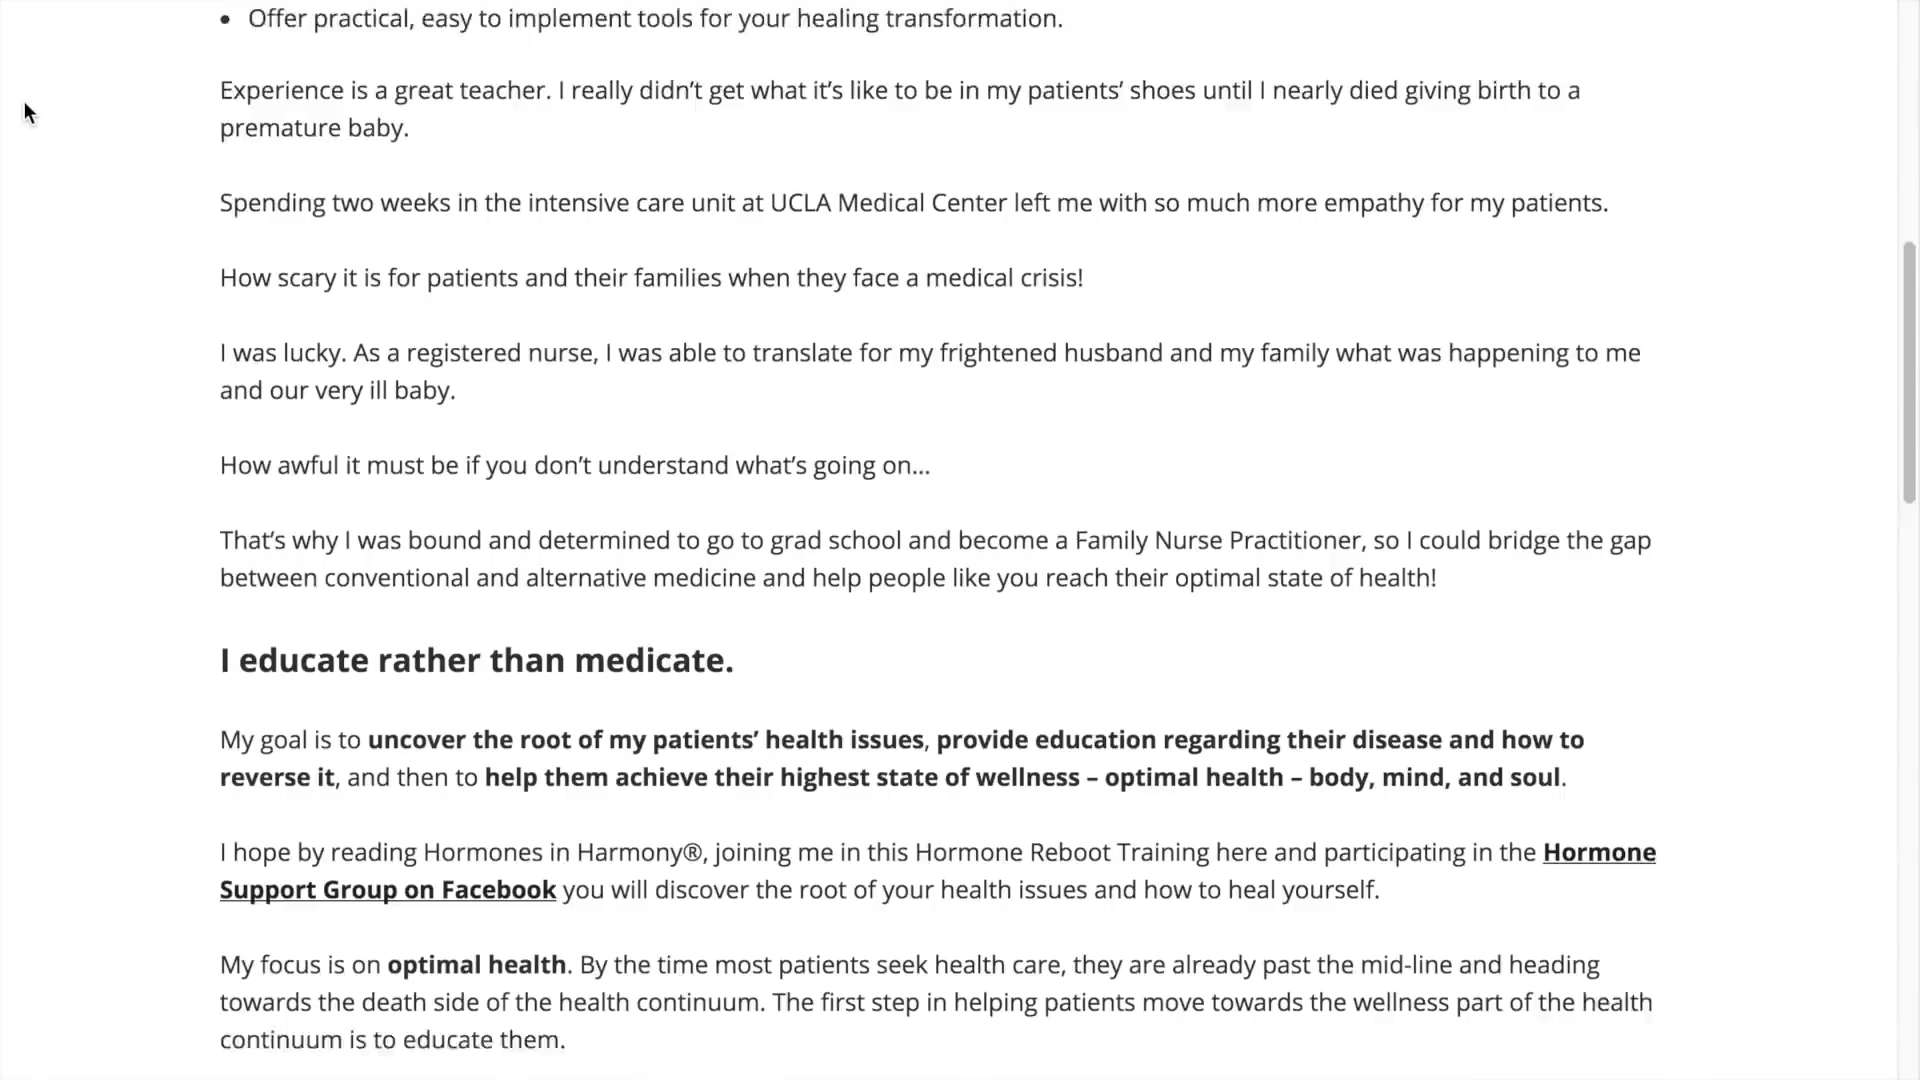 • Offer practical, easy to implement tools for your healing transformation.
Experience is a great teacher. I really didn’t get what it’s like to be in my patients’ shoes until I nearly died giving birth to a
premature baby.
Spending two weeks in the intensive care unit at UCLA Medical Center left me with so much more empathy for my patients.
How scary it is for patients and their families when they face a medical crisis!
I was lucky. As a registered nurse, I was able to translate for my frightened husband and my family what was happening to me
and our very ill baby.
How awful it must be if you don’t understand what’s going on…
That’s why I was bound and determined to go to grad school and become a Family Nurse Practitioner, so I could bridge the gap
between conventional and alternative medicine and help people like you reach their optimal state of health!
I educate rather than medicate.
My goal is to uncover the root of my patients’ health issues, provide education regarding their disease and how to
reverse it, and then to help them achieve their highest state of wellness – optimal health – body, mind, and soul.
I hope by reading Hormones in Harmony®, joining me in this Hormone Reboot Training here and participating in the Hormone
Support Group on Facebook you will discover the root of your health issues and how to heal yourself.
My focus is on optimal health. By the time most patients seek health care, they are already past the mid-line and heading
towards the death side of the health continuum. The first step in helping patients move towards the wellness part of the health
continuum is to educate them.